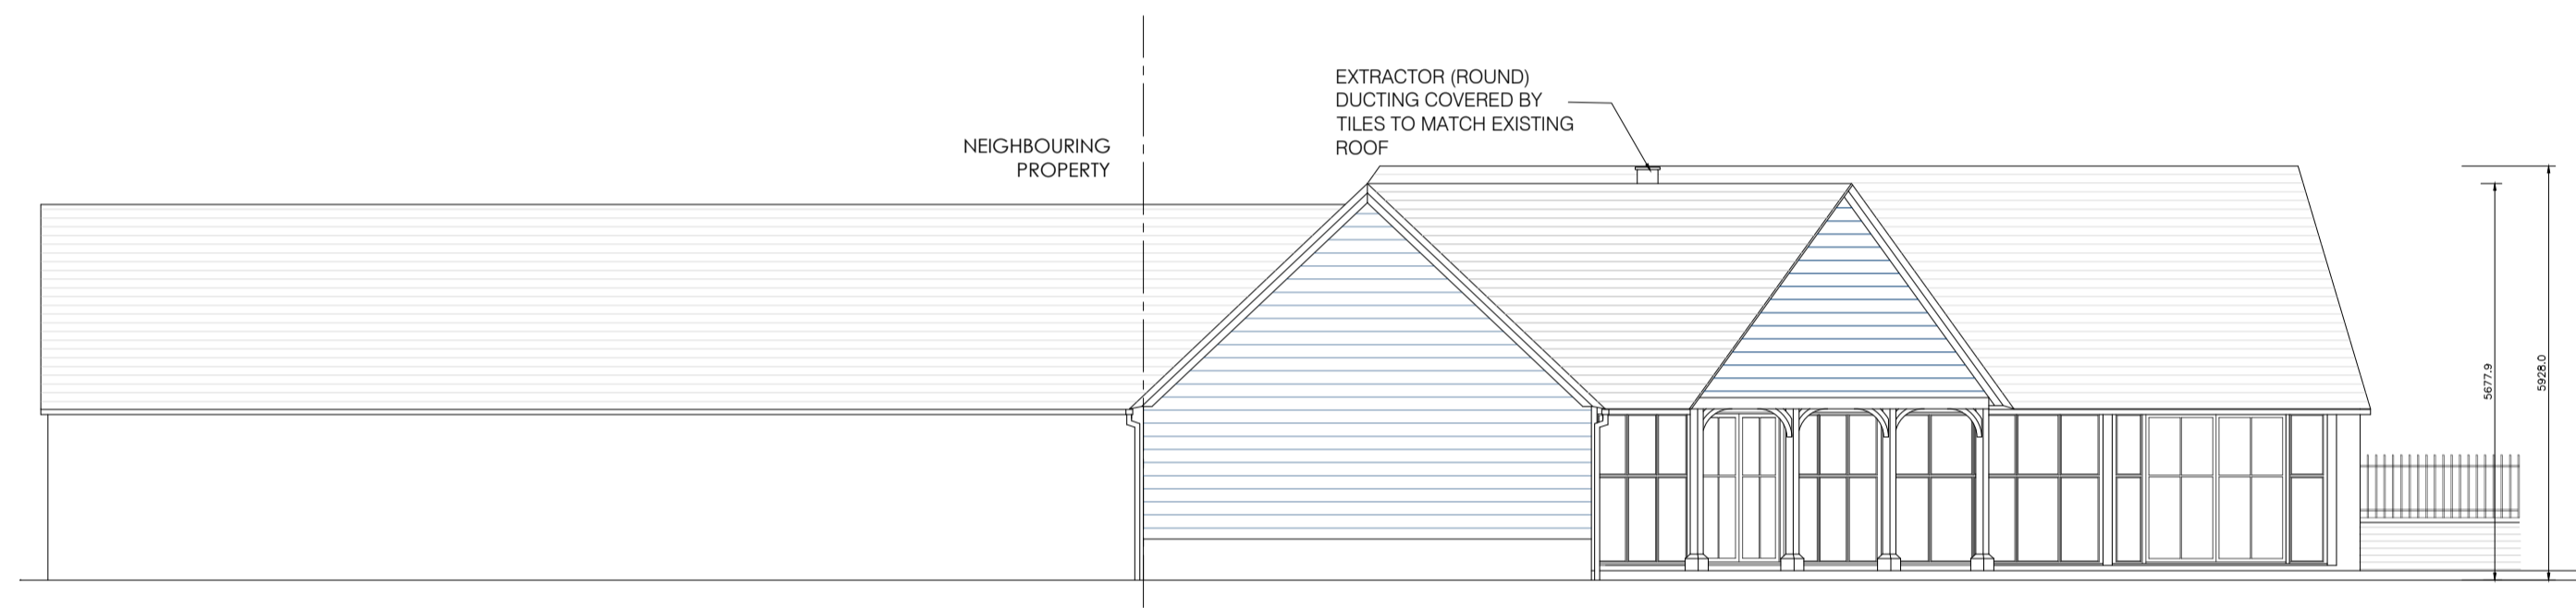 EXTRACTOR (ROUND)
DUCTING COVERED BY
TILES TO MATCH EXISTING
ROOF
NEIGHBOURING
PROPERTY
5677.9
5928.0